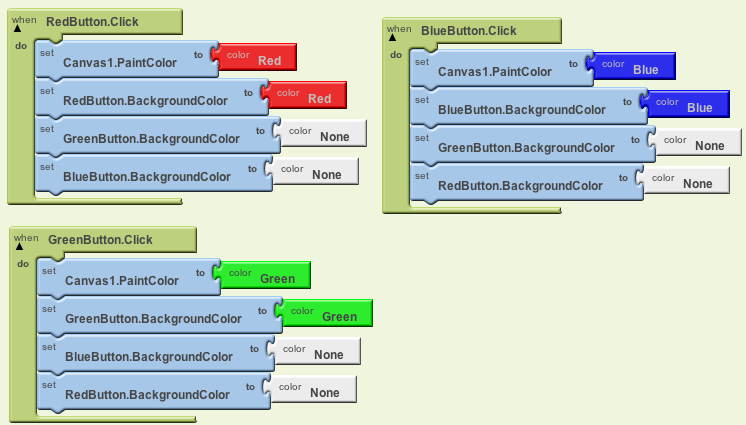 when RedButton.Click
do
set Canvas1.PaintColor to color Red
set RedButton.BackgroundColor to color Red
set GreenButton.BackgroundColor to color None
set BlueButton.BackgroundColor to color None
when BlueButton.Click
do
set Canvas1.PaintColor to color Blue
set BlueButton.BackgroundColor to color Blue
set GreenButton.BackgroundColor to color None
set RedButton.BackgroundColor to color None
when GreenButton.Click
do
set Canvas1.PaintColor to color Green
set GreenButton.BackgroundColor to color Green
set BlueButton.BackgroundColor to color None
set RedButton.BackgroundColor to color None